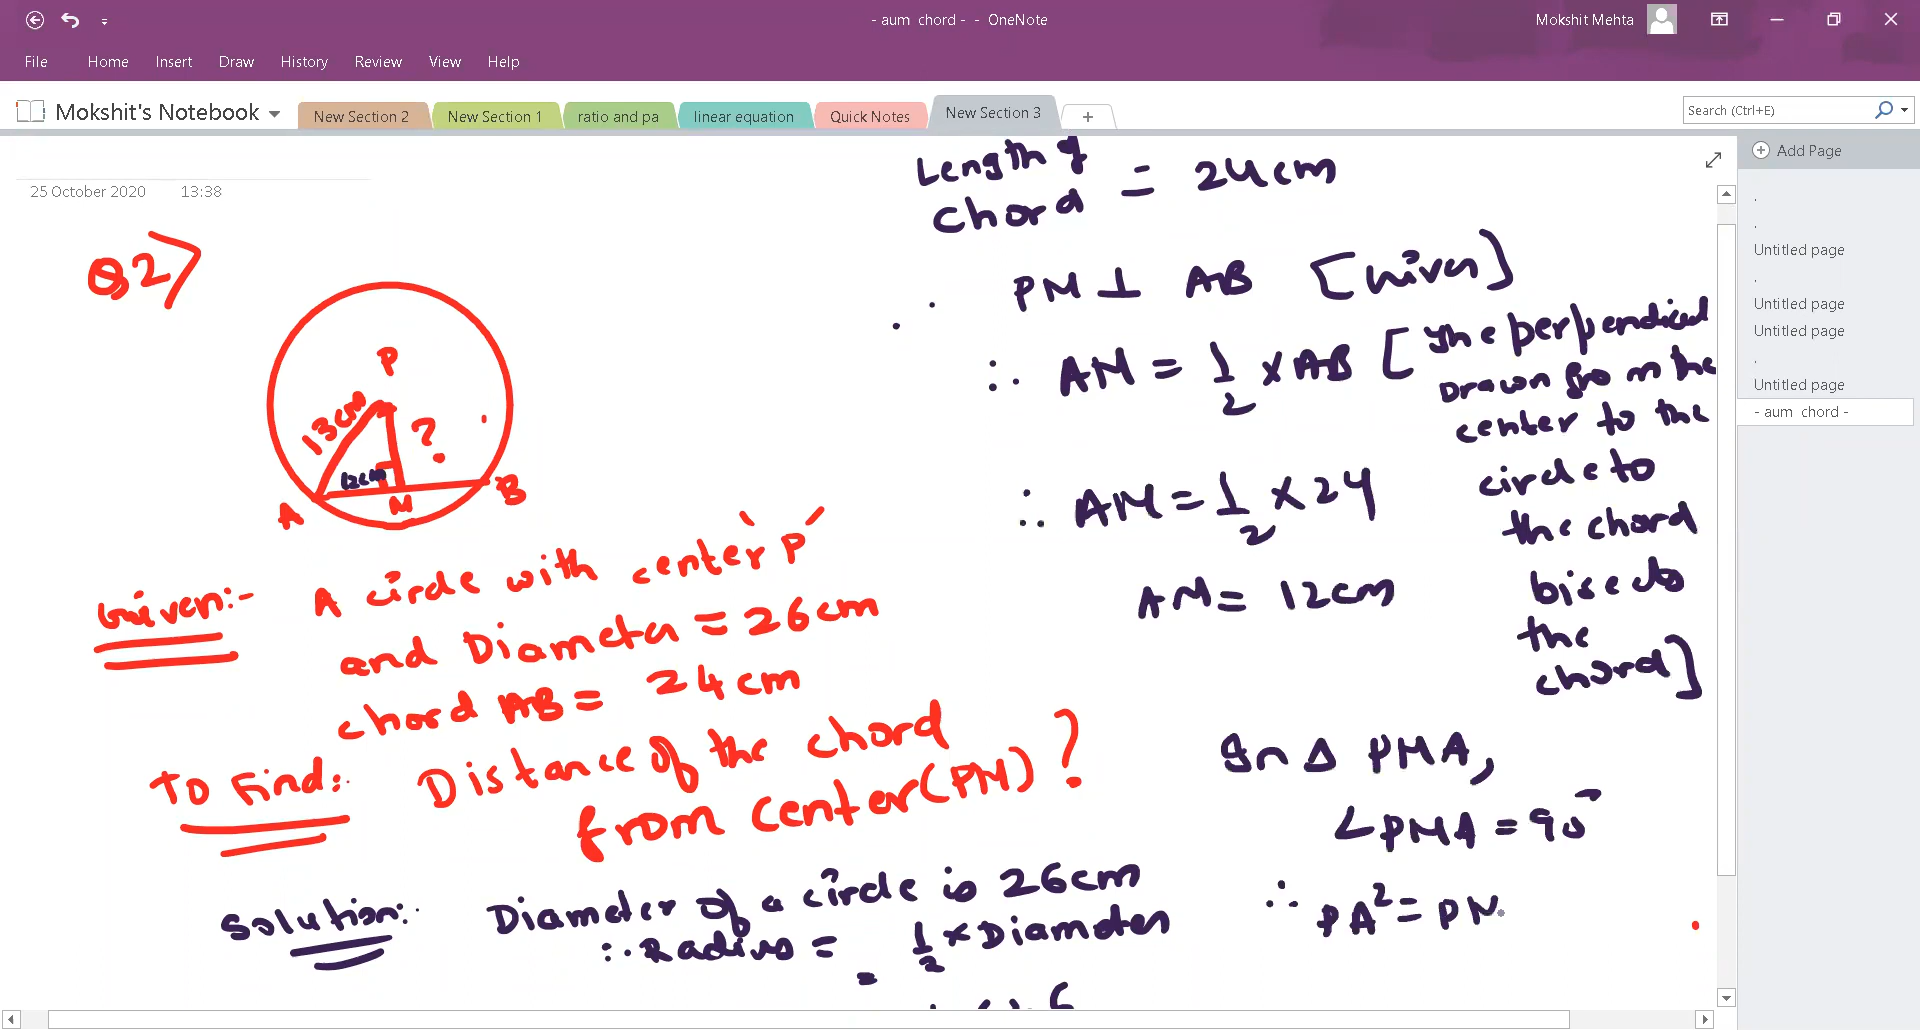 - aum chord - - OneNote
Mokshit Mehta
File Home Insert Draw History Review View Help
Mokshit's Notebook
New Section 2 New Section 1 ratio and pa linear equation Quick Notes New Section 3 +
Search (Ctrl+E)
Add Page
.
.
Untitled page
.
Untitled page
Untitled page
.
Untitled page
- aum chord -
25 October 2020 13:38
Q2>
P
13cm
?
12cm
A
M
B
Given:- A circle with center 'P'
and Diameter = 26cm
chord AB = 24cm
To Find: Distance of the chord
from center (PM) ?
Solution: Diameter of a circle is 26cm
∴ Radius = 1/2 × Diameter
=
Length of
chord = 24cm
PM ⊥ AB [Given]
∴ AM = 1/2 × AB [The perpendicul
Drawn from the
center to the
circle to
the chord
bisects
the
chord]
∴ AM = 1/2 × 24
AM = 12cm
In Δ PMA,
∠PMA = 90°
∴ PA² = PM